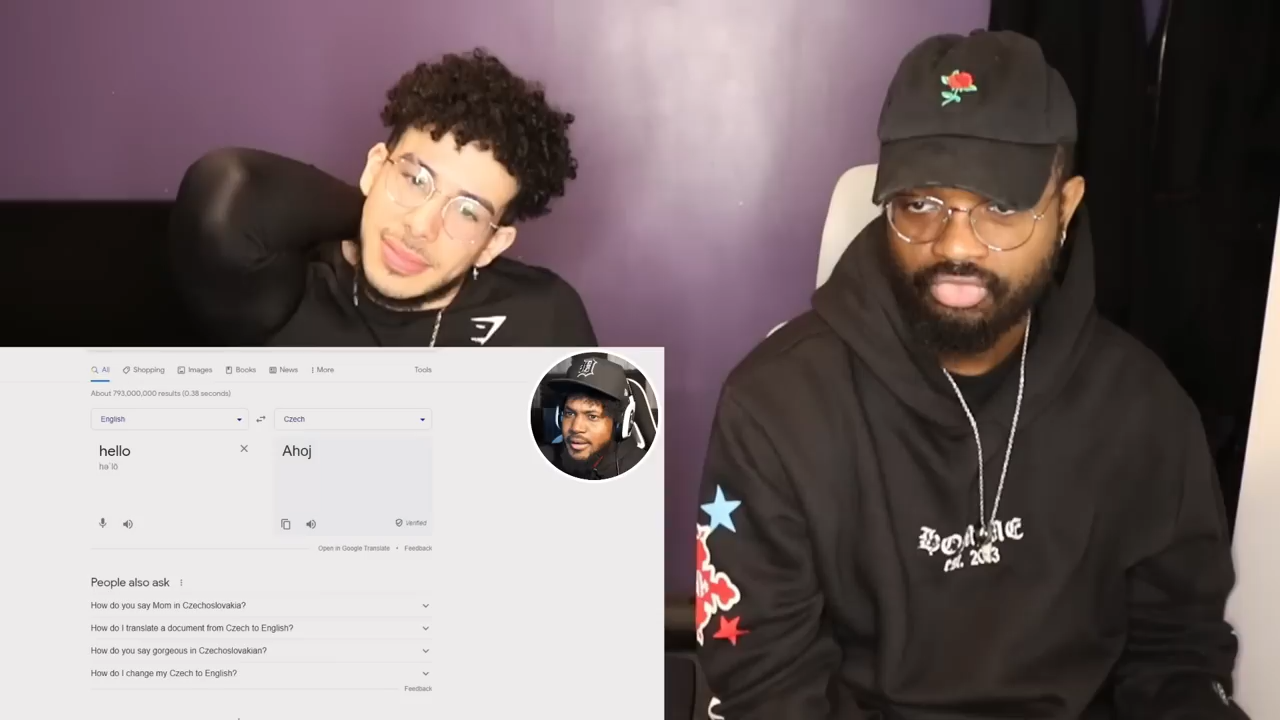 All
Shopping
Images
Books
News
More
Tools
About 793,000,000 results (0.38 seconds)
English
Czech
hello
həˈlō
Ahoj
Verified
Open in Google Translate • Feedback
People also ask
How do you say Mom in Czechoslovakia?
How do I translate a document from Czech to English?
How do you say gorgeous in Czechoslovakian?
How do I change my Czech to English?
Feedback
est. 2013